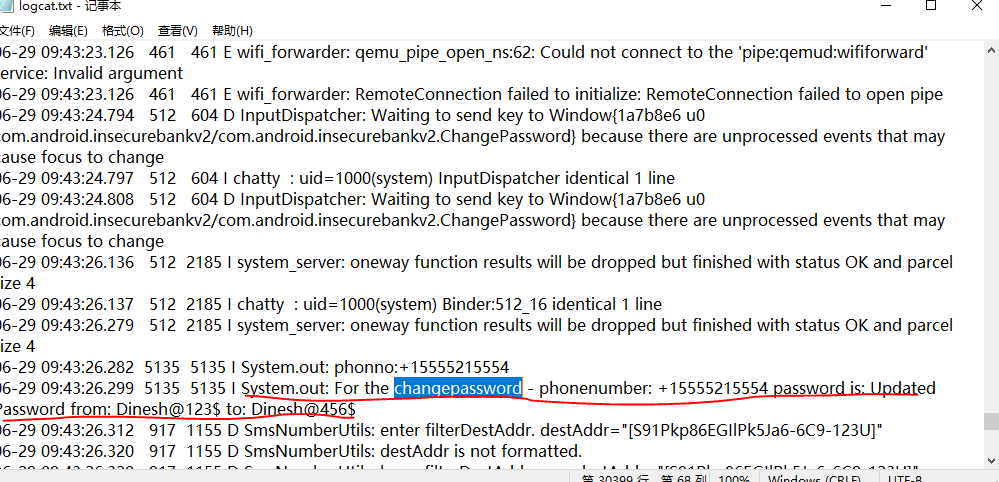 logcat.txt - 记事本
文件(F) 编辑(E) 格式(O) 查看(V) 帮助(H)
06-29 09:43:23.126 461 461 E wifi_forwarder: qemu_pipe_open_ns:62: Could not connect to the 'pipe:qemud:wififorward'
ervice: Invalid argument
06-29 09:43:23.126 461 461 E wifi_forwarder: RemoteConnection failed to initialize: RemoteConnection failed to open pipe
06-29 09:43:24.794 512 604 D InputDispatcher: Waiting to send key to Window{1a7b8e6 u0
com.android.insecurebankv2/com.android.insecurebankv2.ChangePassword} because there are unprocessed events that may
cause focus to change
06-29 09:43:24.797 512 604 I chatty : uid=1000(system) InputDispatcher identical 1 line
06-29 09:43:24.808 512 604 D InputDispatcher: Waiting to send key to Window{1a7b8e6 u0
com.android.insecurebankv2/com.android.insecurebankv2.ChangePassword} because there are unprocessed events that may
cause focus to change
06-29 09:43:26.136 512 2185 I system_server: oneway function results will be dropped but finished with status OK and parcel
ize 4
06-29 09:43:26.137 512 2185 I chatty : uid=1000(system) Binder:512_16 identical 1 line
06-29 09:43:26.279 512 2185 I system_server: oneway function results will be dropped but finished with status OK and parcel
ize 4
06-29 09:43:26.282 5135 5135 I System.out: phonno:+15555215554
06-29 09:43:26.299 5135 5135 I System.out: For the changepassword - phonenumber: +15555215554 password is: Updated
Password from: Dinesh@123$ to: Dinesh@456$
06-29 09:43:26.312 917 1155 D SmsNumberUtils: enter filterDestAddr. destAddr="[S91Pkp86EGIlPk5Ja6-6C9-123U]"
06-29 09:43:26.320 917 1155 D SmsNumberUtils: destAddr is not formatted.
第 30399 行, 第 68 列 100% Windows (CRLF) UTF-8